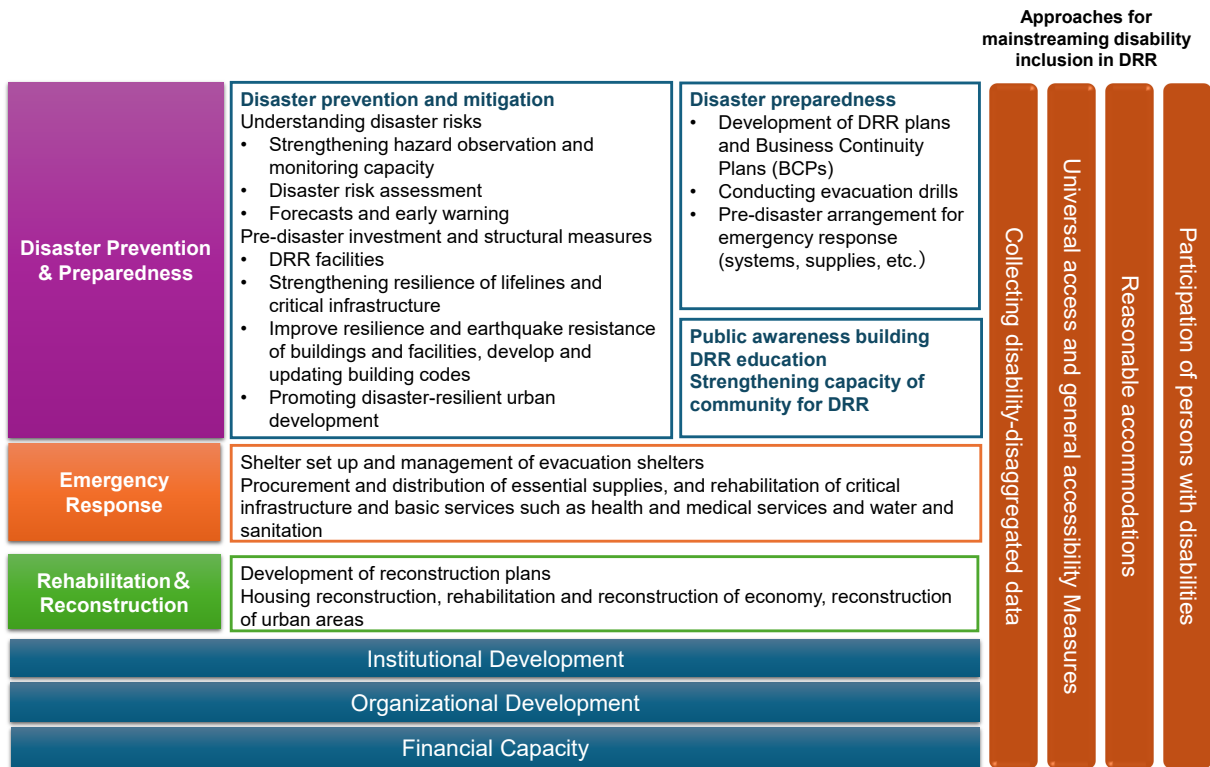 Approaches for
mainstreaming disability
inclusion in DRR
Disaster Prevention
& Preparedness
Disaster prevention and mitigation
Understanding disaster risks
• Strengthening hazard observation and
monitoring capacity
• Disaster risk assessment
• Forecasts and early warning
Pre-disaster investment and structural measures
• DRR facilities
• Strengthening resilience of lifelines and
critical infrastructure
• Improve resilience and earthquake resistance
of buildings and facilities, develop and
updating building codes
• Promoting disaster-resilient urban
development
Disaster preparedness
• Development of DRR plans
and Business Continuity
Plans (BCPs)
• Conducting evacuation drills
• Pre-disaster arrangement for
emergency response
(systems, supplies, etc.）
Public awareness building
DRR education
Strengthening capacity of
community for DRR
Emergency
Response
Shelter set up and management of evacuation shelters
Procurement and distribution of essential supplies, and rehabilitation of critical
infrastructure and basic services such as health and medical services and water and
sanitation
Rehabilitation＆
Reconstruction
Development of reconstruction plans
Housing reconstruction, rehabilitation and reconstruction of economy, reconstruction
of urban areas
Institutional Development
Organizational Development
Financial Capacity
Collecting disability-disaggregated data
Universal access and general accessibility Measures
Reasonable accommodations
Participation of persons with disabilities